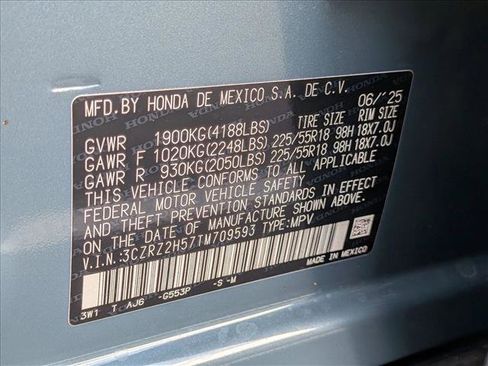 MFD. BY HONDA DE MEXICO S.A. DE C.V. 06/'25
TIRE SIZE RIM SIZE
GVWR 1900KG(4188LBS)
GAWR F 1020KG(2248LBS) 225/55R18 98H 18X7.0J
GAWR R 930KG(2050LBS) 225/55R18 98H 18X7.0J
THIS VEHICLE CONFORMS TO ALL APPLICABLE
FEDERAL MOTOR VEHICLE SAFETY
AND THEFT PREVENTION STANDARDS IN EFFECT
ON THE DATE OF MANUFACTURE SHOWN ABOVE.
V.I.N.:3CZRZ2H57TM709593 TYPE:MPV
3W1 T AJ6 -G553P -S -M
MADE IN MEXICO